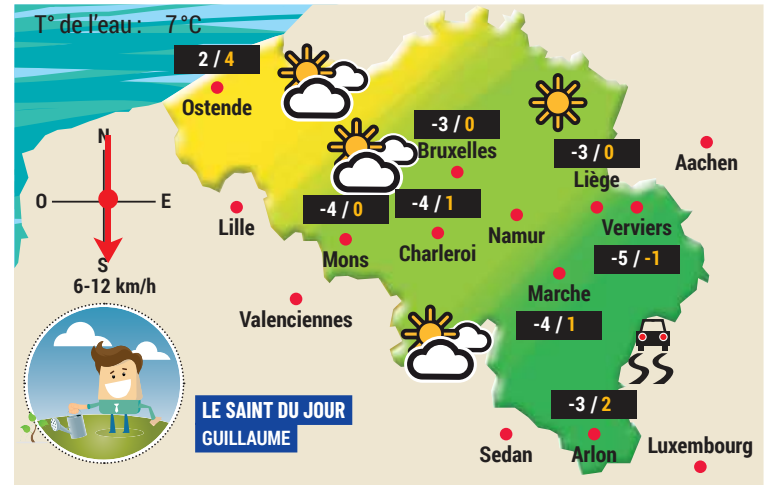 T° de l'eau : 7°C
2 / 4
Ostende
-3 / 0
Bruxelles
-3 / 0
Liège
Aachen
N
O
E
S
6-12 km/h
Lille
-4 / 0
Mons
-4 / 1
Charleroi
Namur
Verviers
-5 / -1
Marche
-4 / 1
Valenciennes
-3 / 2
LE SAINT DU JOUR
GUILLAUME
Sedan
Arlon
Luxembourg